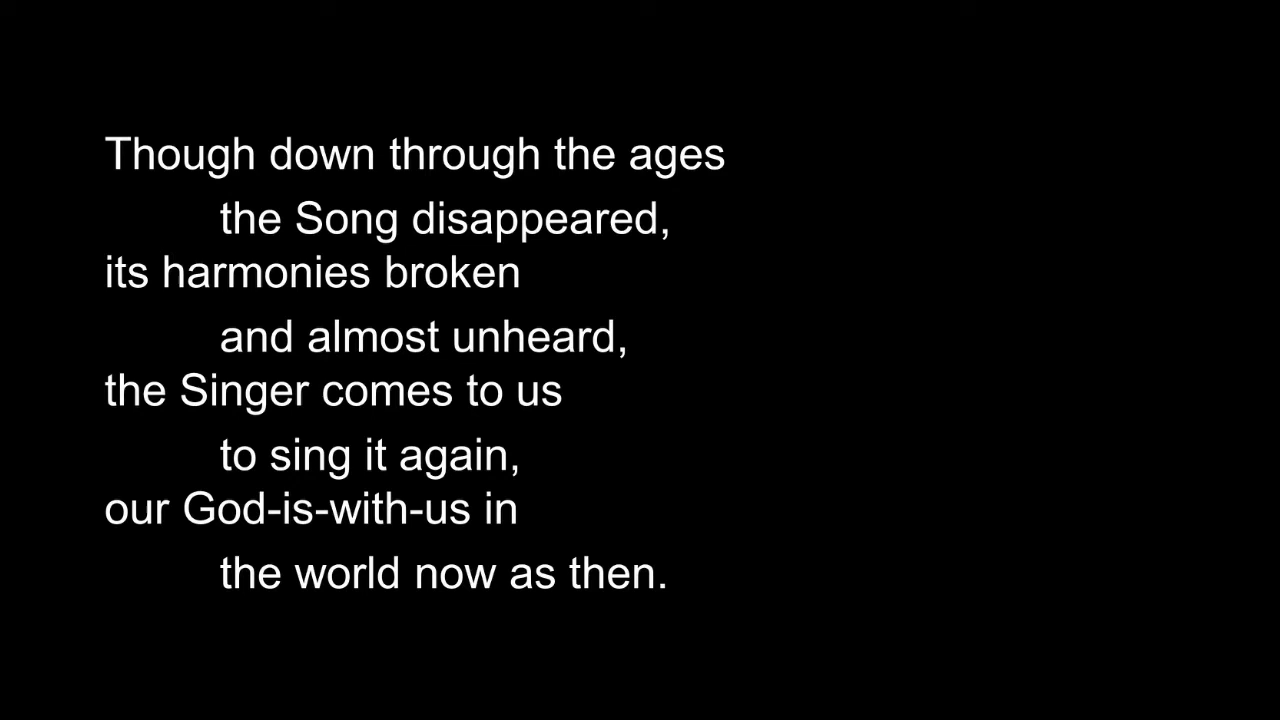 Though down through the ages
the Song disappeared,
its harmonies broken
and almost unheard,
the Singer comes to us
to sing it again,
our God-is-with-us in
the world now as then.